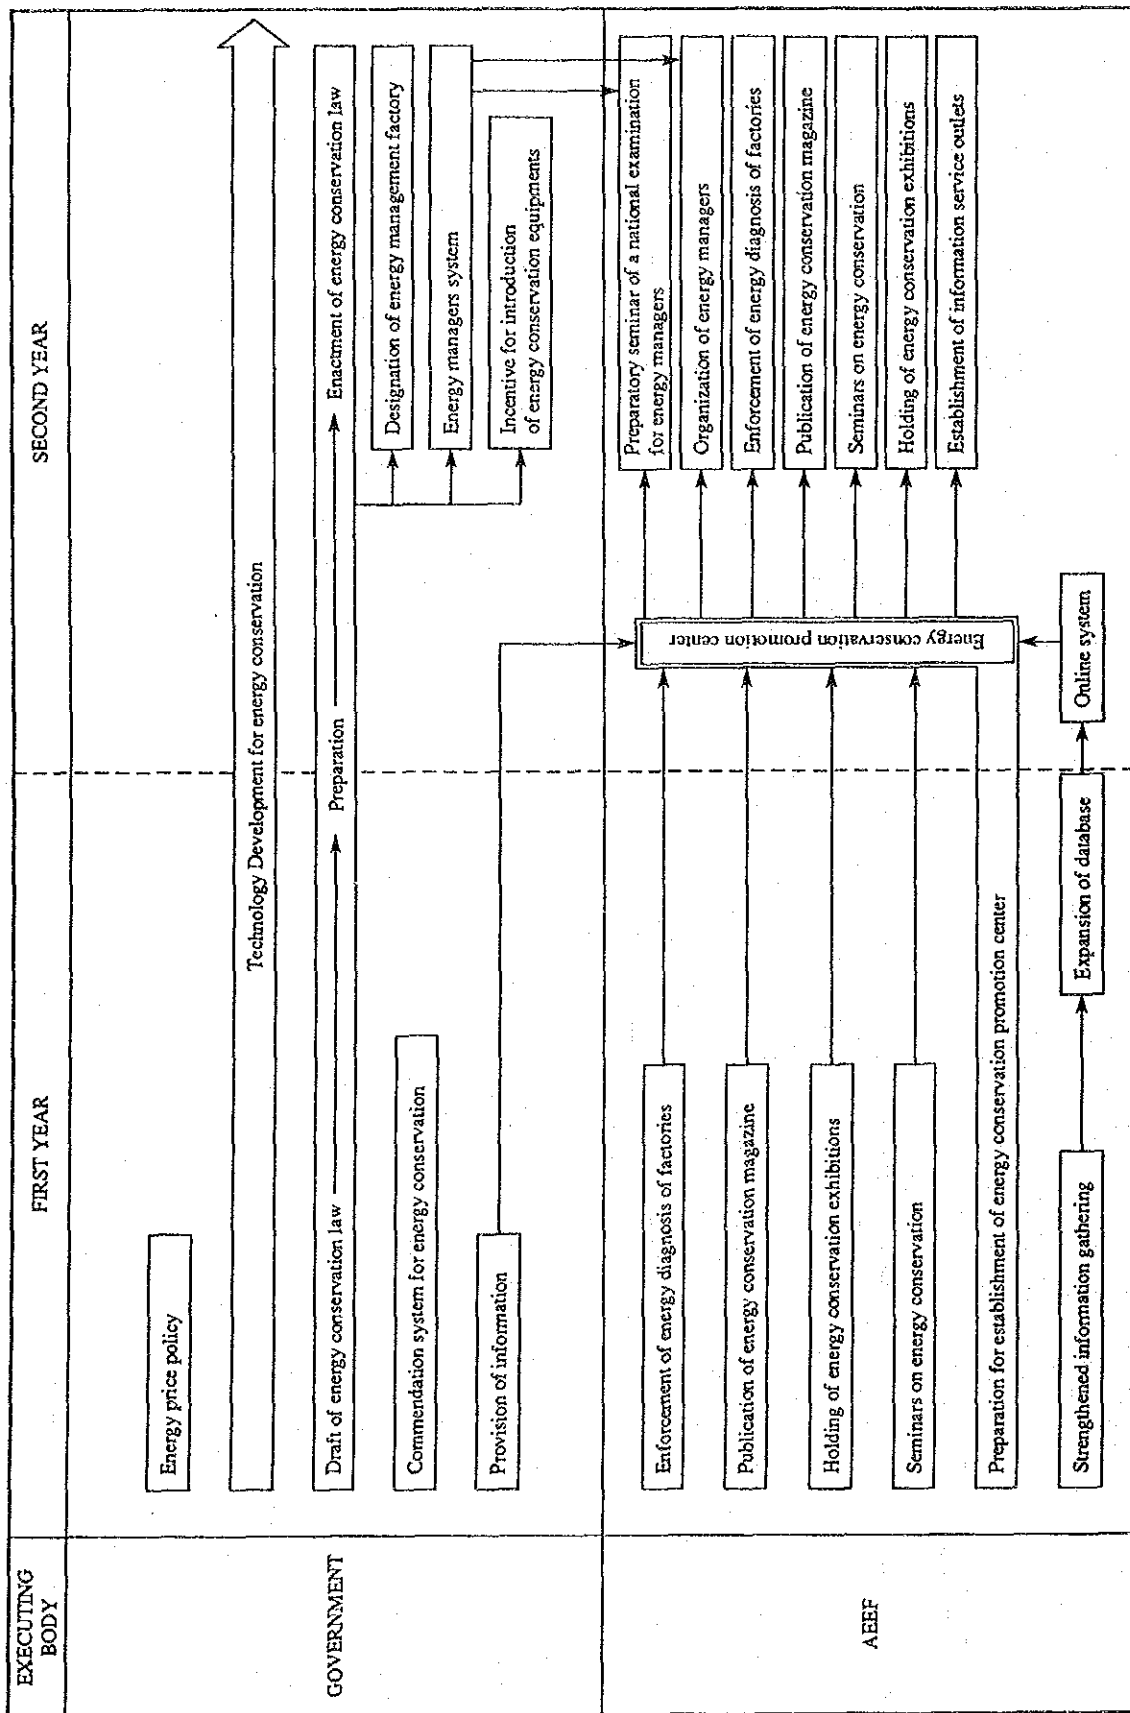 EXECUTING
BODY
FIRST YEAR
SECOND YEAR
GOVERNMENT
Energy price policy
Technology Development for energy conservation
Draft of energy conservation law
Preparation
Enactment of energy conservation law
Designation of energy management factory
Energy managers system
Incentive for introduction
of energy conservation equipments
Commendation system for energy conservation
Provision of information
AEEF
Enforcement of energy diagnosis of factories
Publication of energy conservation magazine
Holding of energy conservation exhibitions
Seminars on energy conservation
Preparation for establishment of energy conservation promotion center
Strengthened information gathering
Expansion of database
Online system
Energy conservation promotion center
Preparatory seminar of a national examination
for energy managers
Organization of energy managers
Enforcement of energy diagnosis of factories
Publication of energy conservation magazine
Seminars on energy conservation
Holding of energy conservation exhibitions
Establishment of information service outlets